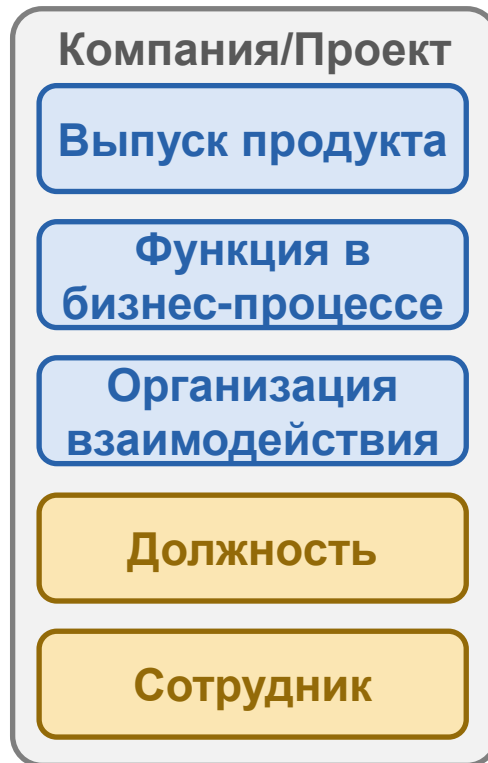 Компания/Проект
Выпуск продукта
Функция в
бизнес-процессе
Организация
взаимодействия
Должность
Сотрудник